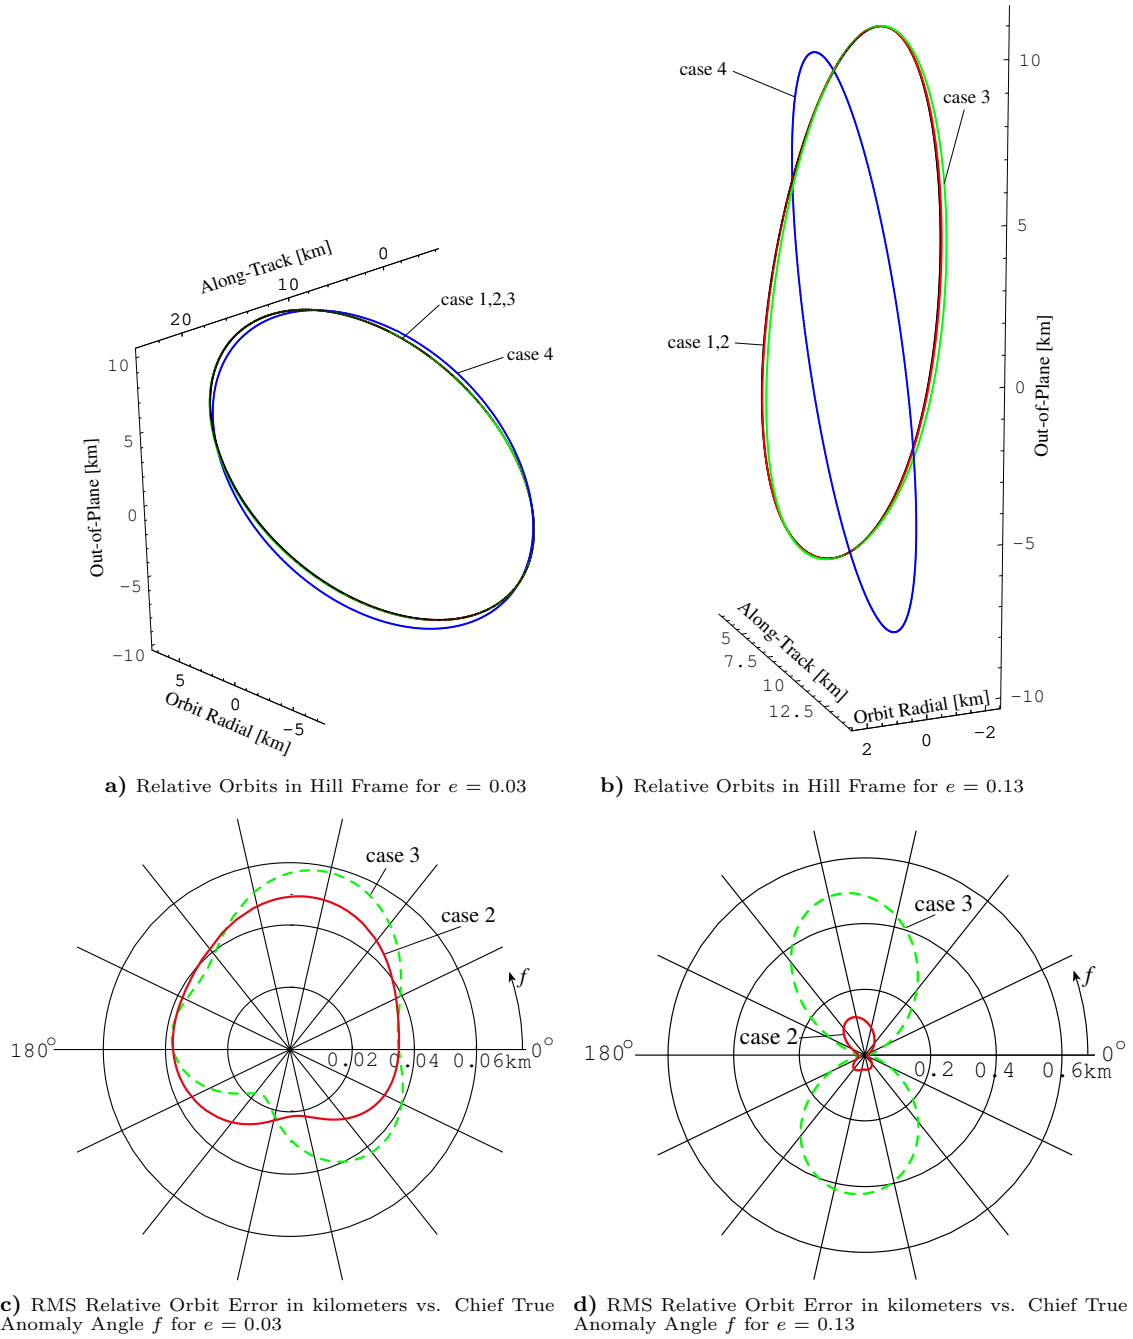 Along-Track [km]
0
10
20
case 1,2,3
case 4
10
5
0
−5
−10
Out-of-Plane [km]
5
0
−5
Orbit Radial [km]
case 4
case 3
case 1,2
10
5
0
−5
−10
Out-of-Plane [km]
Along-Track [km]
5
7.5
10
12.5
Orbit Radial [km]
2
0
−2
a) Relative Orbits in Hill Frame for e = 0.03
b) Relative Orbits in Hill Frame for e = 0.13
case 3
case 2
f
180°
0°
0.02 0.04 0.06km
case 3
case 2
f
180°
0°
0.2 0.4 0.6km
c) RMS Relative Orbit Error in kilometers vs. Chief True
Anomaly Angle f for e = 0.03
d) RMS Relative Orbit Error in kilometers vs. Chief True
Anomaly Angle f for e = 0.13